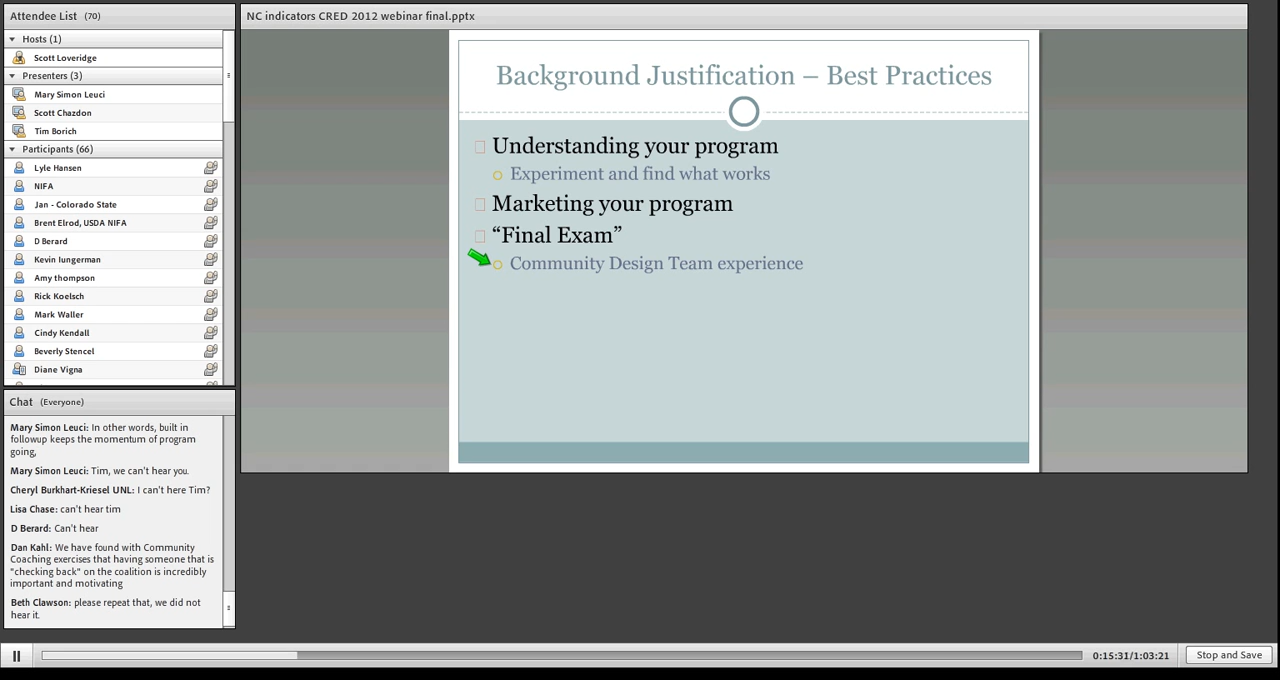 Attendee List (70)
Hosts (1)
Scott Loveridge
Presenters (3)
Mary Simon Leuci
Scott Chazdon
Tim Borich
Participants (66)
Lyle Hansen
NIFA
Jan - Colorado State
Brent Elrod, USDA NIFA
D Berard
Kevin Iungerman
Amy thompson
Rick Koelsch
Mark Waller
Cindy Kendall
Beverly Stencel
Diane Vigna
Chat (Everyone)
Mary Simon Leuci: In other words, built in
followup keeps the momentum of program
going,
Mary Simon Leuci: Tim, we can't hear you.
Cheryl Burkhart-Kriesel UNL: I can't here Tim?
Lisa Chase: can't hear tim
D Berard: Can't hear
Dan Kahl: We have found with Community
Coaching exercises that having someone that is
"checking back" on the coalition is incredibly
important and motivating
Beth Clawson: please repeat that, we did not
hear it.
NC indicators CRED 2012 webinar final.pptx
Background Justification – Best Practices
Understanding your program
Experiment and find what works
Marketing your program
“Final Exam”
Community Design Team experience
0:15:31/1:03:21
Stop and Save